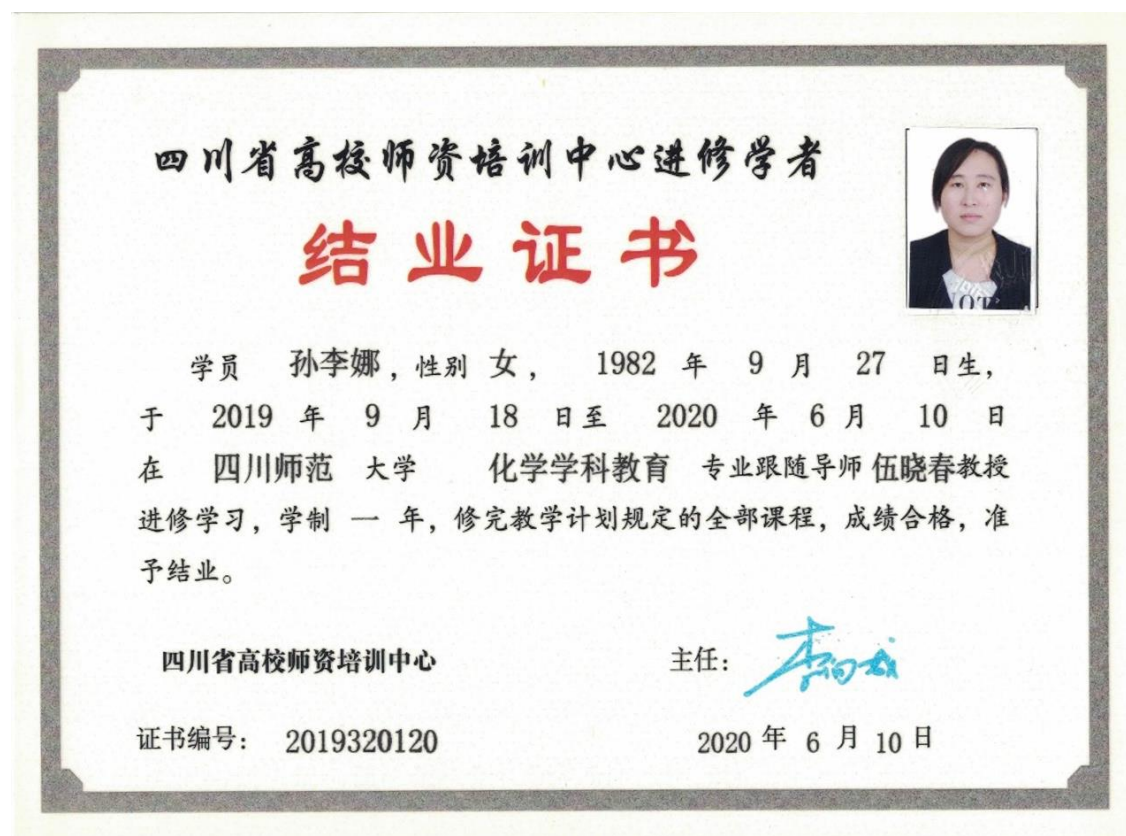 四川省高校师资培训中心进修学者
结业证书
学员 孙李娜，性别 女， 1982 年 9 月 27 日生，
于 2019 年 9 月 18 日至 2020 年 6 月 10 日
在 四川师范 大学 化学学科教育 专业跟随导师 伍晓春教授
进修学习，学制 一 年，修完教学计划规定的全部课程，成绩合格，准
予结业。
四川省高校师资培训中心
主任：
证书编号： 2019320120
2020 年 6 月 10 日